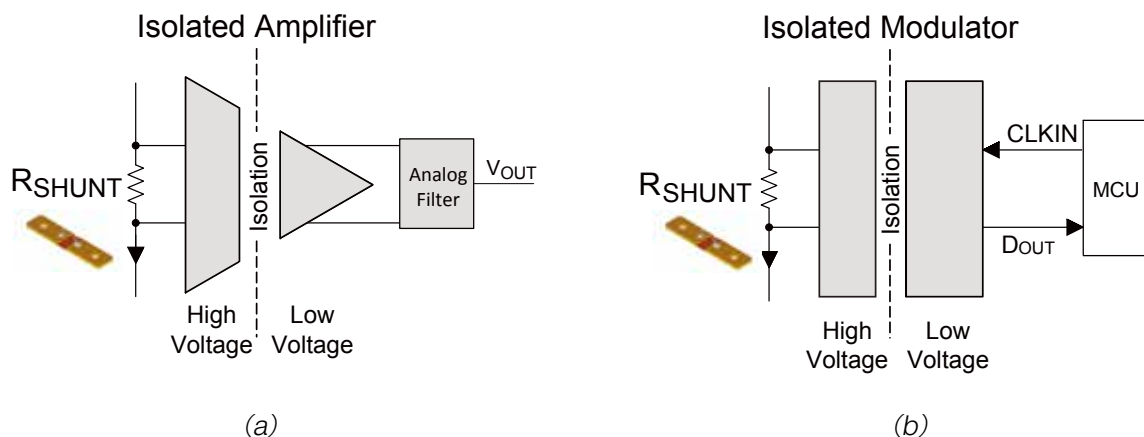 Isolated Amplifier
RSHUNT
Isolation
Analog
Filter
VOUT
High
Voltage
Low
Voltage
(a)
Isolated Modulator
RSHUNT
Isolation
CLKIN
MCU
DOUT
High
Voltage
Low
Voltage
(b)